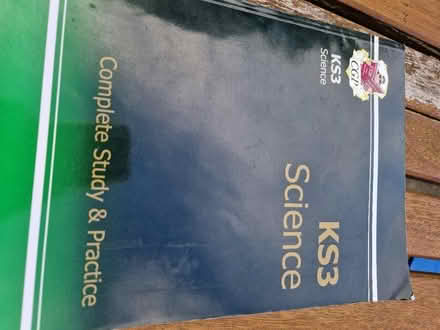 CGP
KS3
Science
KS3
Science
Complete Study & Practice